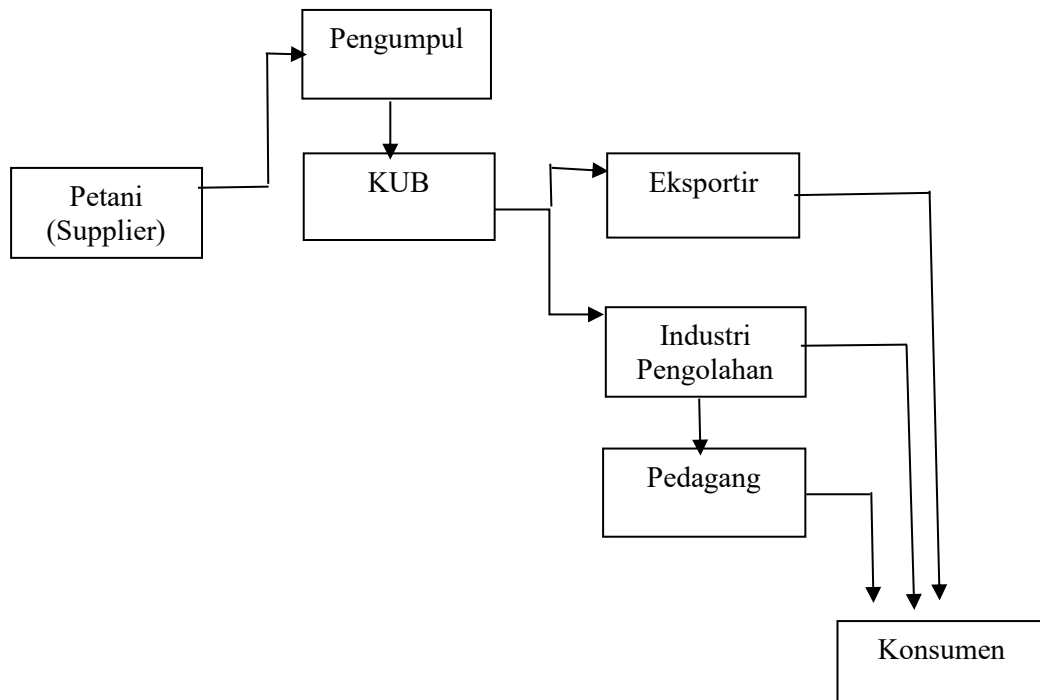 Pengumpul
Petani
(Supplier)
KUB
Eksportir
Industri
Pengolahan
Pedagang
Konsumen